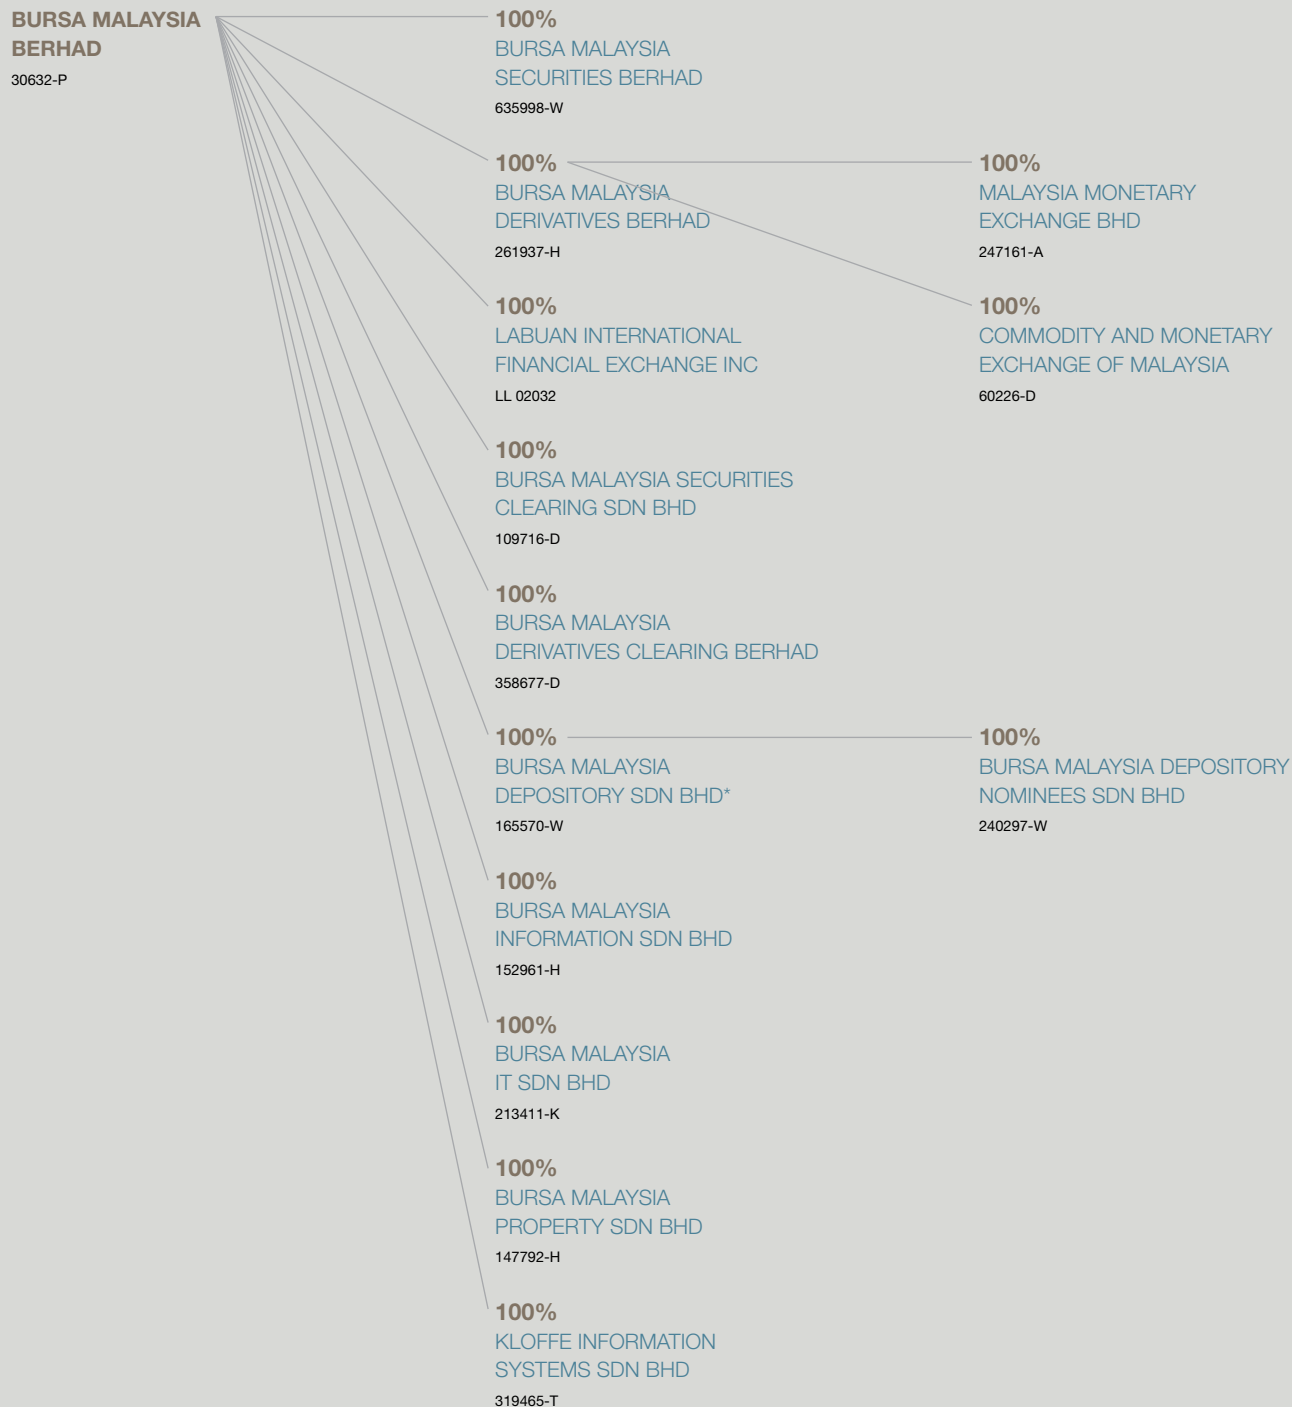 BURSA MALAYSIA
BERHAD
30632-P
100%
BURSA MALAYSIA
SECURITIES BERHAD
635998-W
100%
BURSA MALAYSIA
DERIVATIVES BERHAD
261937-H
100%
MALAYSIA MONETARY
EXCHANGE BHD
247161-A
100%
LABUAN INTERNATIONAL
FINANCIAL EXCHANGE INC
LL 02032
100%
COMMODITY AND MONETARY
EXCHANGE OF MALAYSIA
60226-D
100%
BURSA MALAYSIA SECURITIES
CLEARING SDN BHD
109716-D
100%
BURSA MALAYSIA
DERIVATIVES CLEARING BERHAD
358677-D
100%
BURSA MALAYSIA
DEPOSITORY SDN BHD*
165570-W
100%
BURSA MALAYSIA DEPOSITORY
NOMINEES SDN BHD
240297-W
100%
BURSA MALAYSIA
INFORMATION SDN BHD
152961-H
100%
BURSA MALAYSIA
IT SDN BHD
213411-K
100%
BURSA MALAYSIA
PROPERTY SDN BHD
147792-H
100%
KLOFFE INFORMATION
SYSTEMS SDN BHD
319465-T